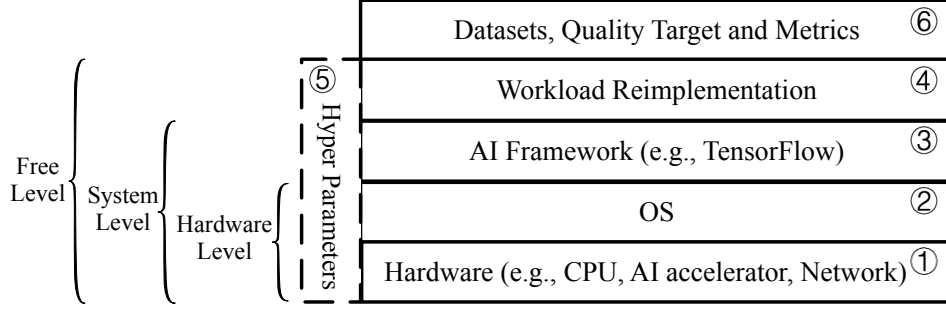 Datasets, Quality Target and Metrics ⑥
Workload Reimplementation ④
AI Framework (e.g., TensorFlow) ③
OS ②
Hardware (e.g., CPU, AI accelerator, Network) ①
⑤ Hyper Parameters
Free
Level
System
Level
Hardware
Level